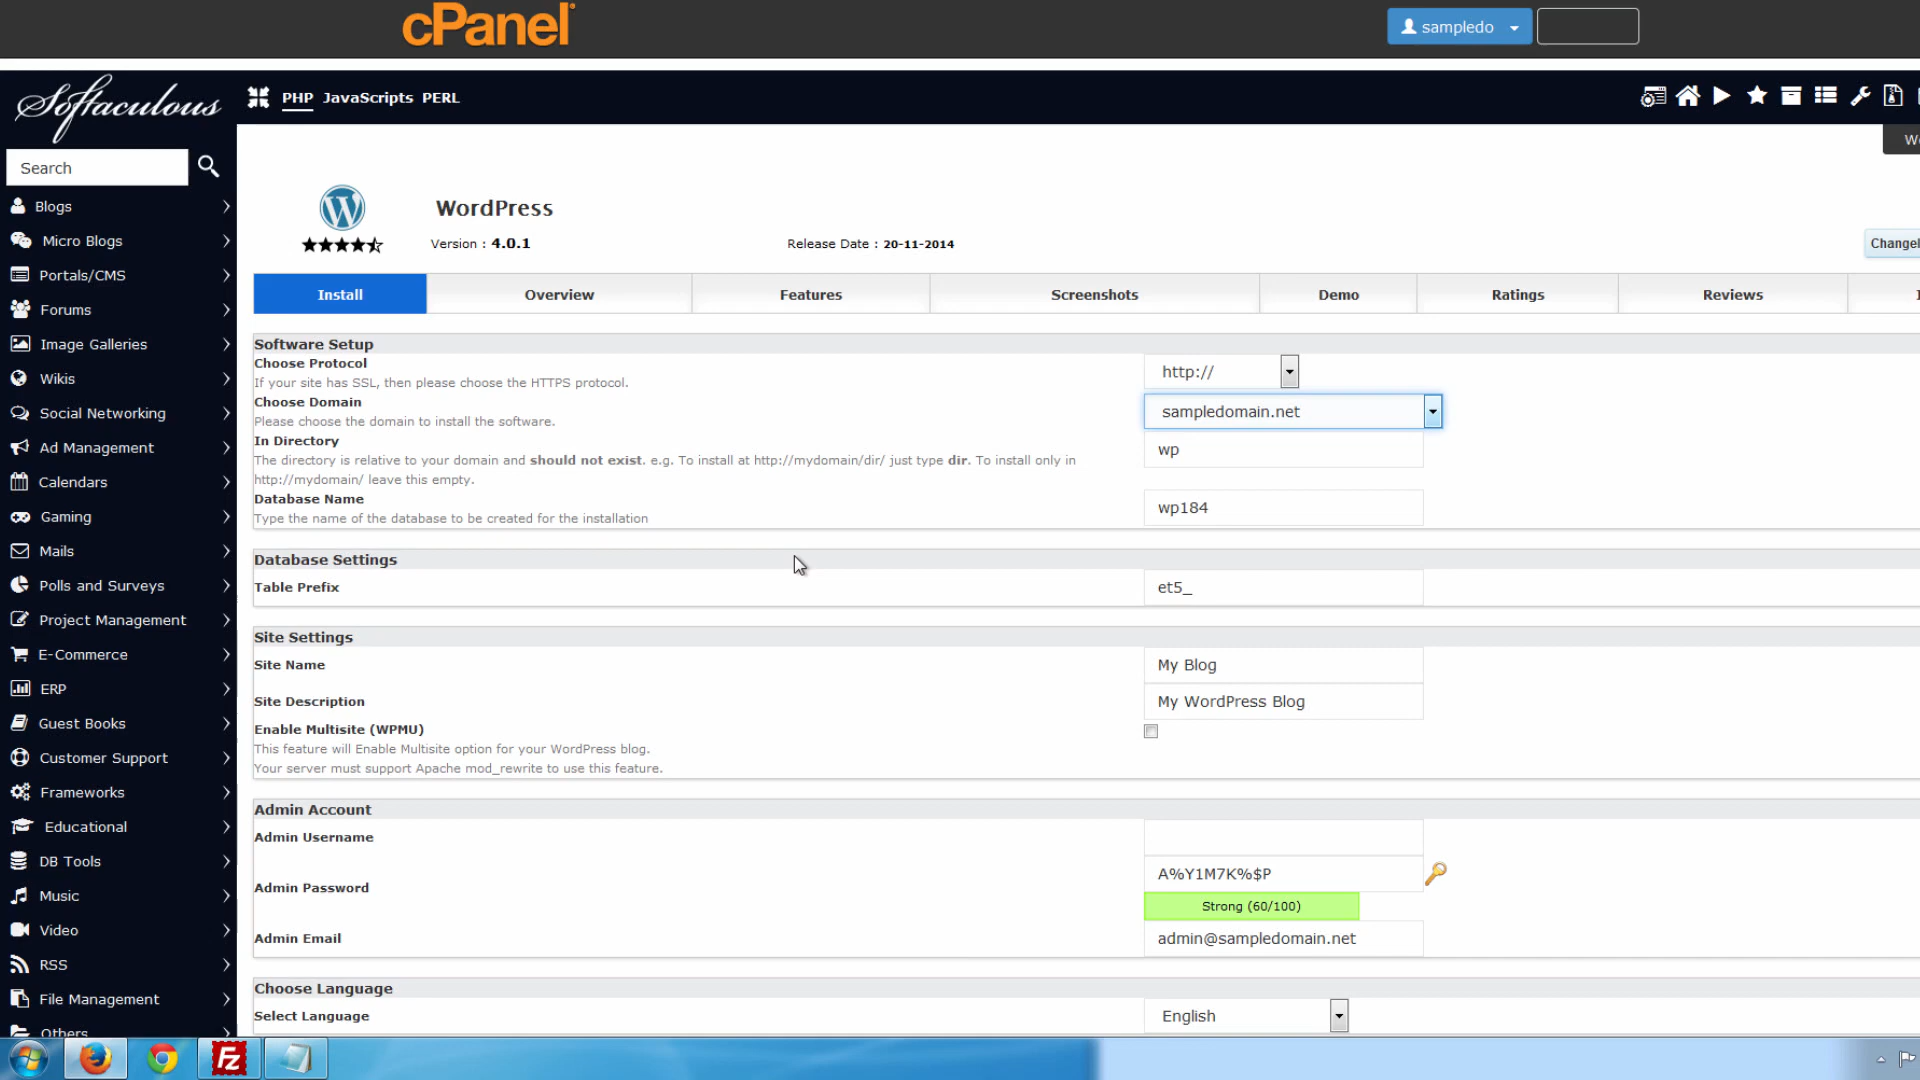 cPanel
sampledo
Softaculous
PHP JavaScripts PERL
Search
Blogs
Micro Blogs
Portals/CMS
Forums
Image Galleries
Wikis
Social Networking
Ad Management
Calendars
Gaming
Mails
Polls and Surveys
Project Management
E-Commerce
ERP
Guest Books
Customer Support
Frameworks
Educational
DB Tools
Music
Video
RSS
File Management
Others
WordPress
Version : 4.0.1
Release Date : 20-11-2014
Install Overview Features Screenshots Demo Ratings Reviews
Software Setup
Choose Protocol
If your site has SSL, then please choose the HTTPS protocol.
http://
Choose Domain
Please choose the domain to install the software.
sampledomain.net
In Directory
The directory is relative to your domain and should not exist. e.g. To install at http://mydomain/dir/ just type dir. To install only in
http://mydomain/ leave this empty.
wp
Database Name
Type the name of the database to be created for the installation
wp184
Database Settings
Table Prefix
et5_
Site Settings
Site Name
My Blog
Site Description
My WordPress Blog
Enable Multisite (WPMU)
This feature will Enable Multisite option for your WordPress blog.
Your server must support Apache mod_rewrite to use this feature.
Admin Account
Admin Username
Admin Password
A%Y1M7K%$P
Strong (60/100)
Admin Email
admin@sampledomain.net
Choose Language
Select Language
English